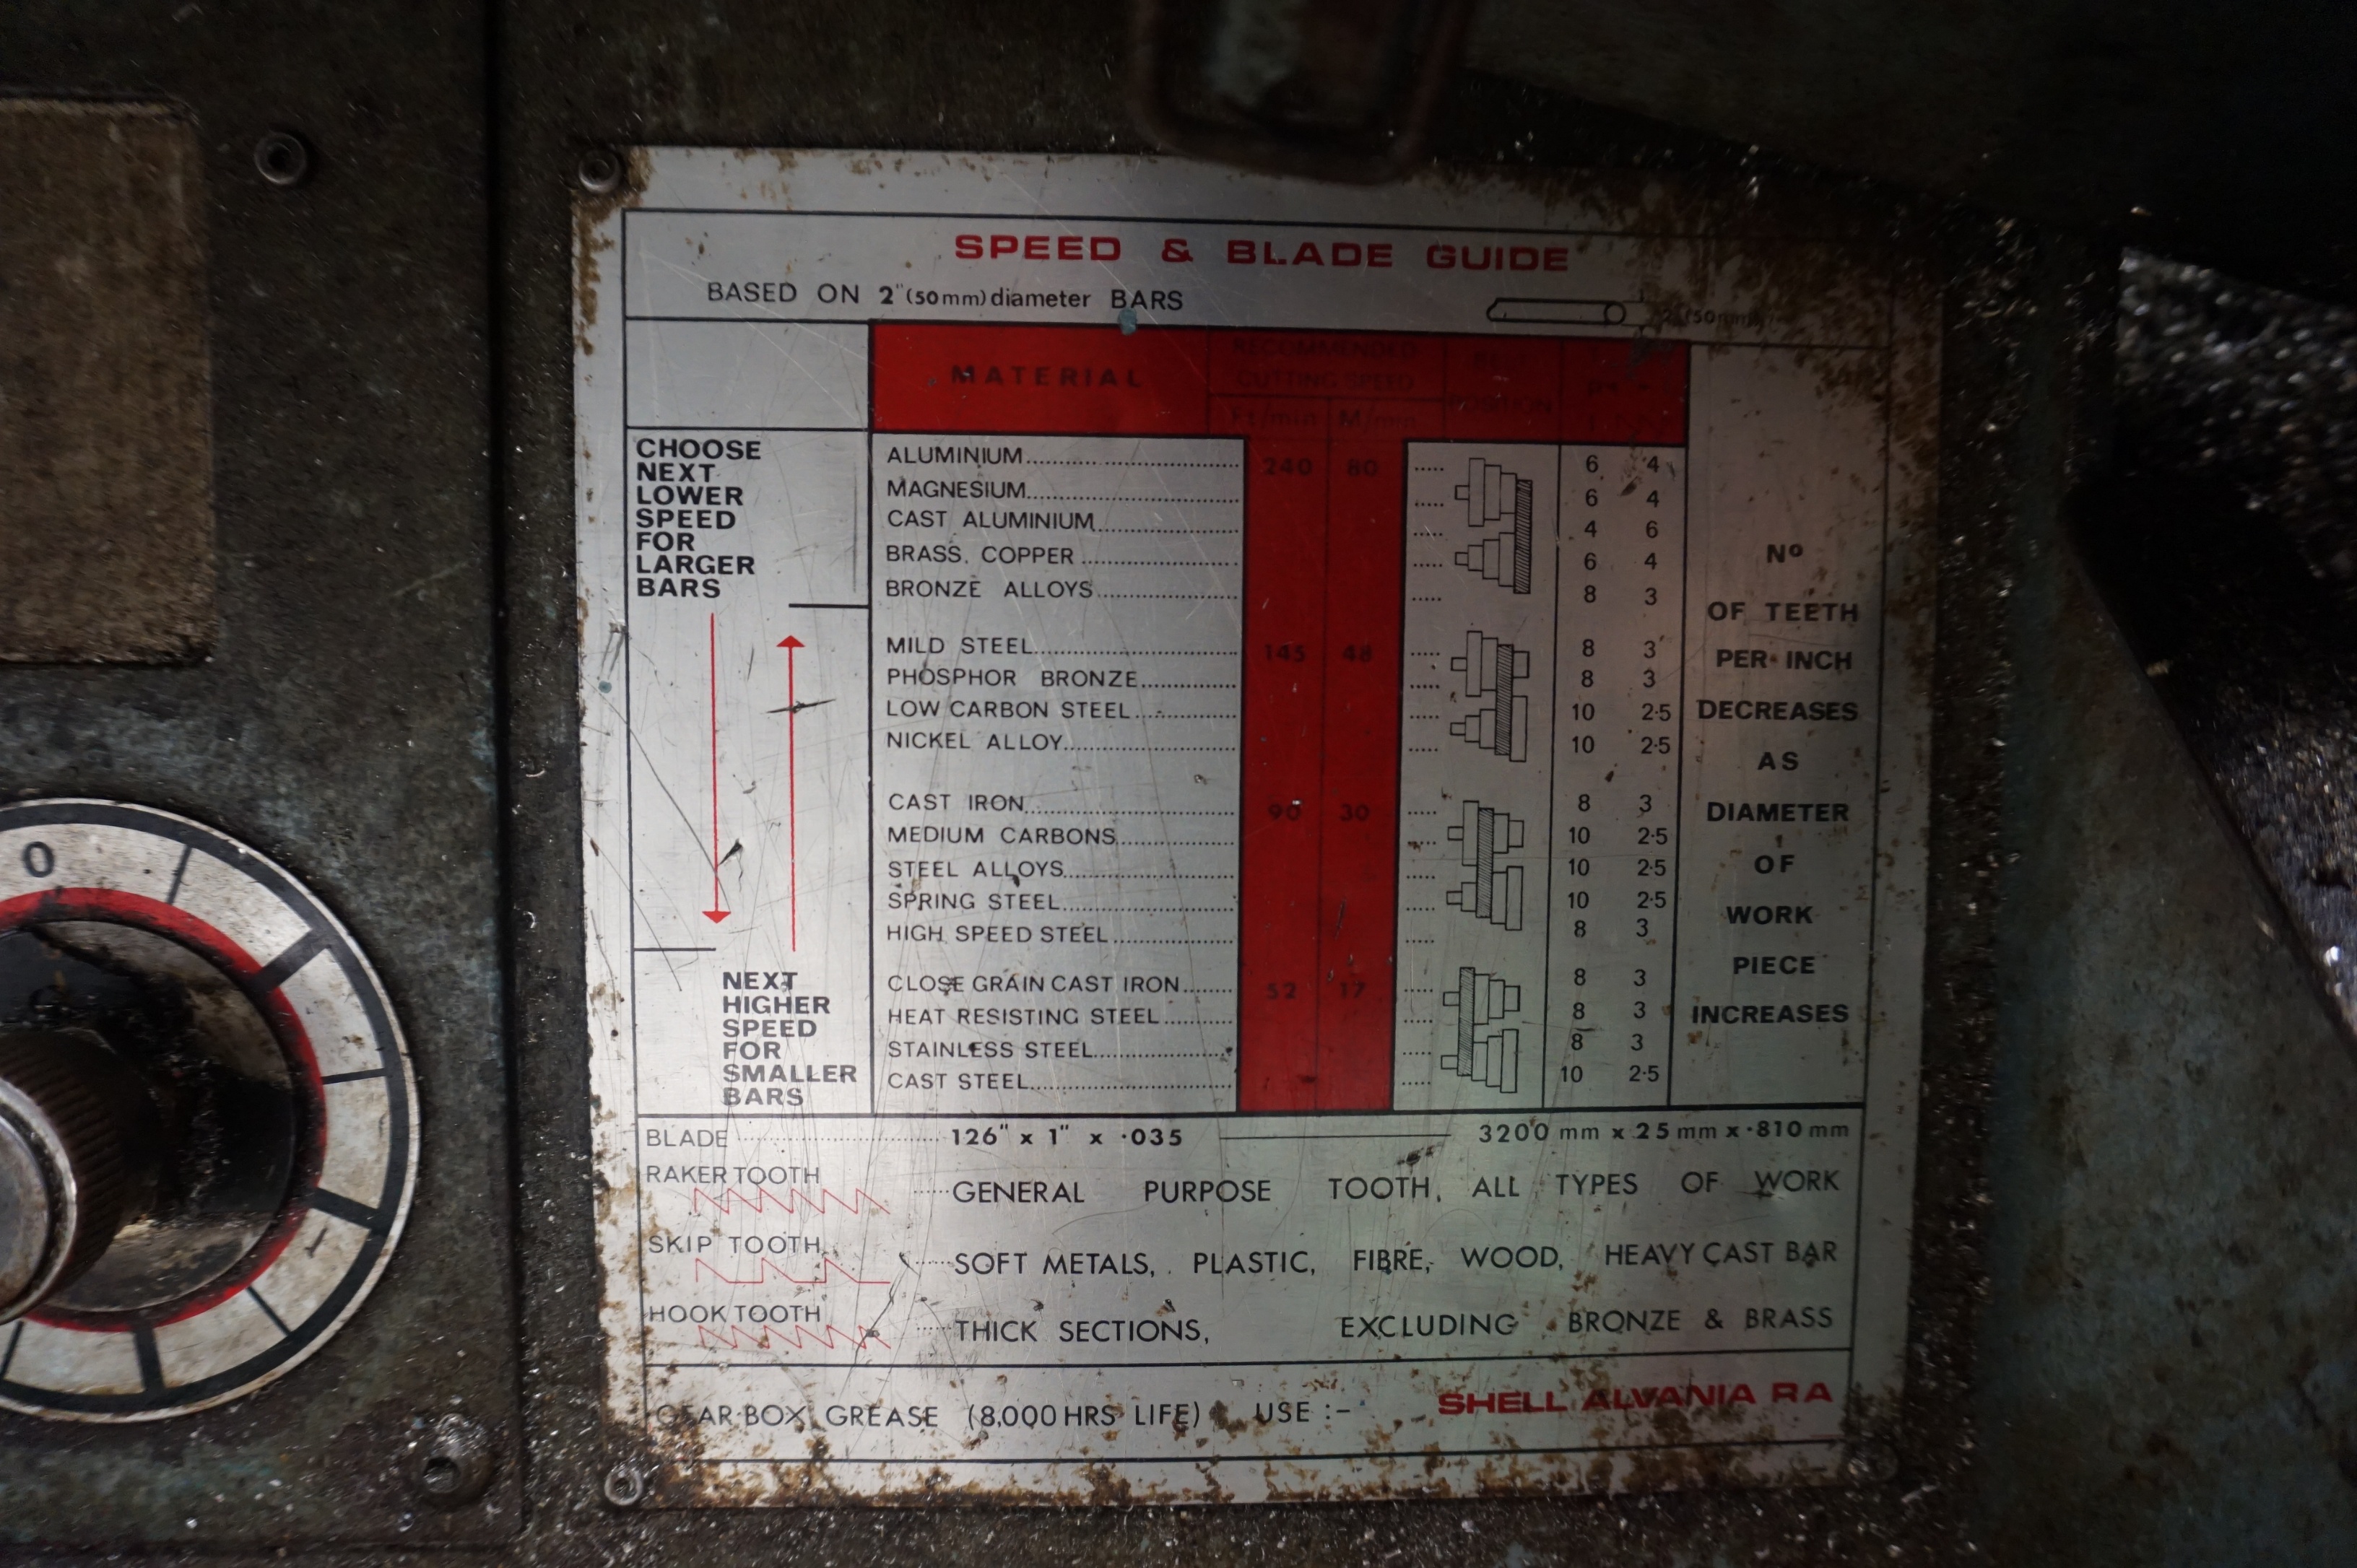 SPEED & BLADE GUIDE
BASED ON 2"(50mm) diameter BARS
2"(50mm)
MATERIAL
RECOMMENDED
CUTTING SPEED
Ft/min M/min
BELT
POSITION
CHOOSE
NEXT
LOWER
SPEED
FOR
LARGER
BARS
NEXT
HIGHER
SPEED
FOR
SMALLER
BARS
ALUMINIUM 240 80 6 4
MAGNESIUM 6 4
CAST ALUMINIUM 4 6
BRASS. COPPER 6 4
BRONZE ALLOYS 8 3
MILD STEEL 145 48 8 3
PHOSPHOR BRONZE 8 3
LOW CARBON STEEL 10 2·5
NICKEL ALLOY 10 2·5
CAST IRON 90 30 8 3
MEDIUM CARBONS 10 2·5
STEEL ALLOYS 10 2·5
SPRING STEEL 10 2·5
HIGH SPEED STEEL 8 3
CLOSE GRAIN CAST IRON 52 17 8 3
HEAT RESISTING STEEL 8 3
STAINLESS STEEL 8 3
CAST STEEL 10 2·5
Nº
OF TEETH
PER INCH
DECREASES
AS
DIAMETER
OF
WORK
PIECE
INCREASES
BLADE 126" x 1" x ·035 3200 mm x 25 mm x ·810 mm
RAKER TOOTH GENERAL PURPOSE TOOTH, ALL TYPES OF WORK
SKIP TOOTH SOFT METALS, PLASTIC, FIBRE, WOOD, HEAVY CAST BAR
HOOK TOOTH THICK SECTIONS, EXCLUDING BRONZE & BRASS
GEAR BOX GREASE (8,000 HRS LIFE) USE :- SHELL ALVANIA RA
0
1